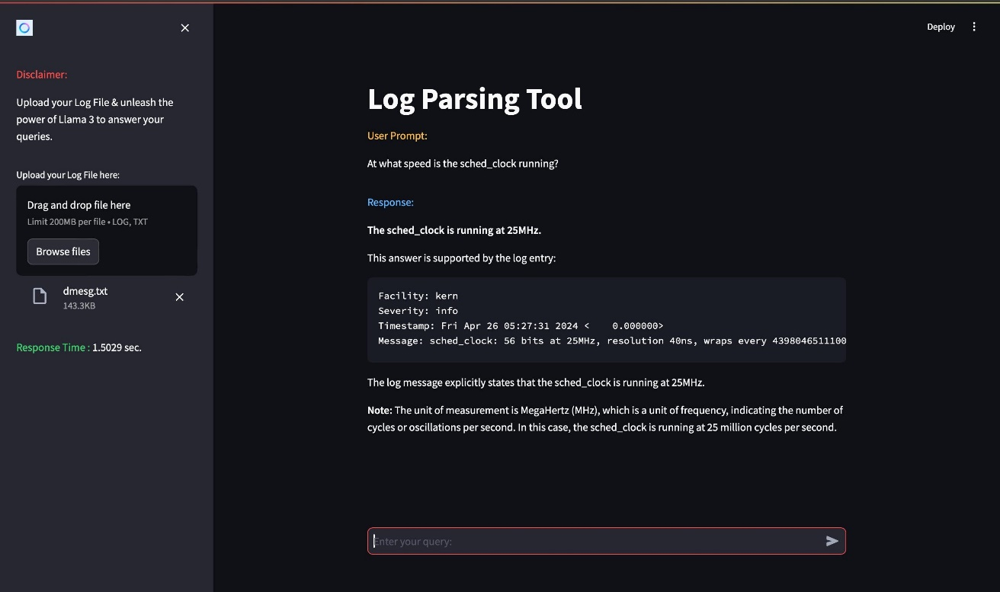 Deploy
Disclaimer:
Upload your Log File & unleash the
power of Llama 3 to answer your
queries.
Upload your Log File here:
Drag and drop file here
Limit 200MB per file • LOG, TXT
Browse files
dmesg.txt
143.3KB
Response Time : 1.5029 sec.
Log Parsing Tool
User Prompt:
At what speed is the sched_clock running?
Response:
The sched_clock is running at 25MHz.
This answer is supported by the log entry:
Facility: kern
Severity: info
Timestamp: Fri Apr 26 05:27:31 2024 <    0.000000>
Message: sched_clock: 56 bits at 25MHz, resolution 40ns, wraps every 4398046511100
The log message explicitly states that the sched_clock is running at 25MHz.
Note: The unit of measurement is MegaHertz (MHz), which is a unit of frequency, indicating the number of
cycles or oscillations per second. In this case, the sched_clock is running at 25 million cycles per second.
Enter your query: